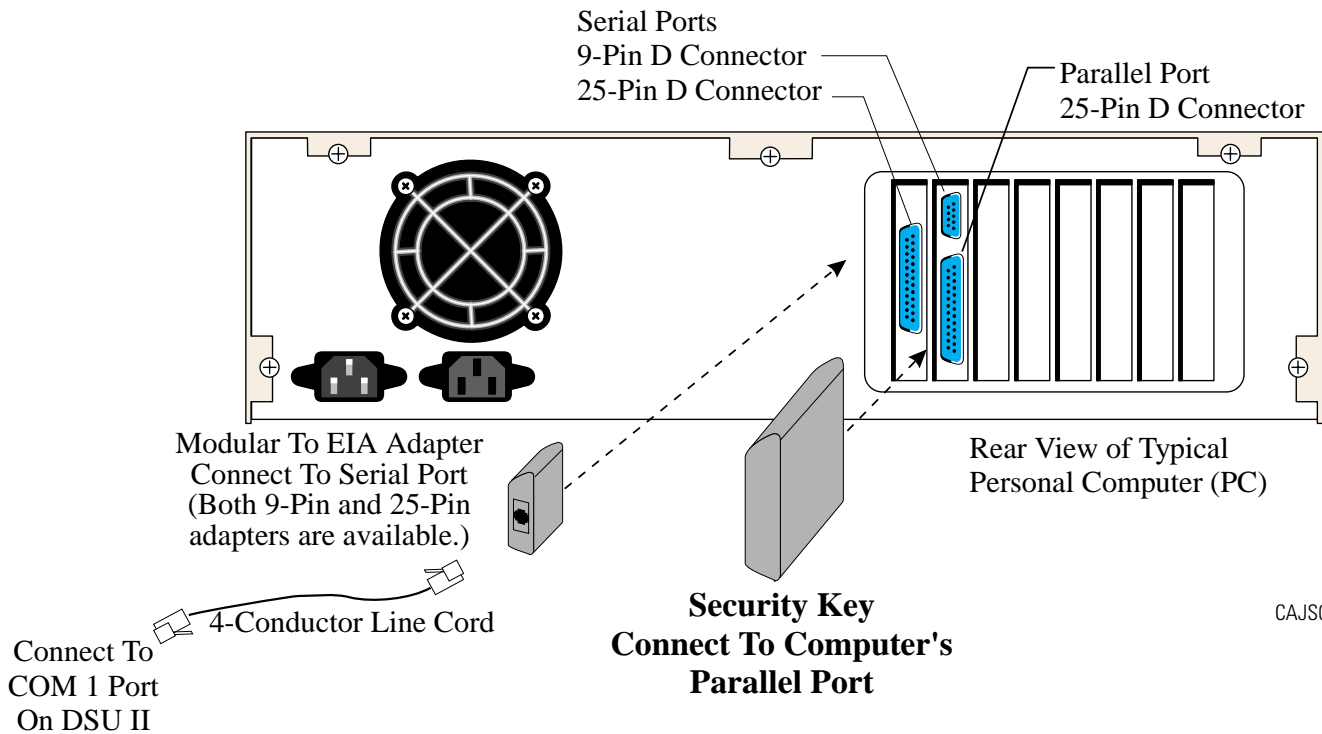 Serial Ports
9-Pin D Connector
25-Pin D Connector
Parallel Port
25-Pin D Connector
Modular To EIA Adapter
Connect To Serial Port
(Both 9-Pin and 25-Pin
adapters are available.)
Rear View of Typical
Personal Computer (PC)
4-Conductor Line Cord
Connect To
COM 1 Port
On DSU II
Security Key
Connect To Computer's
Parallel Port